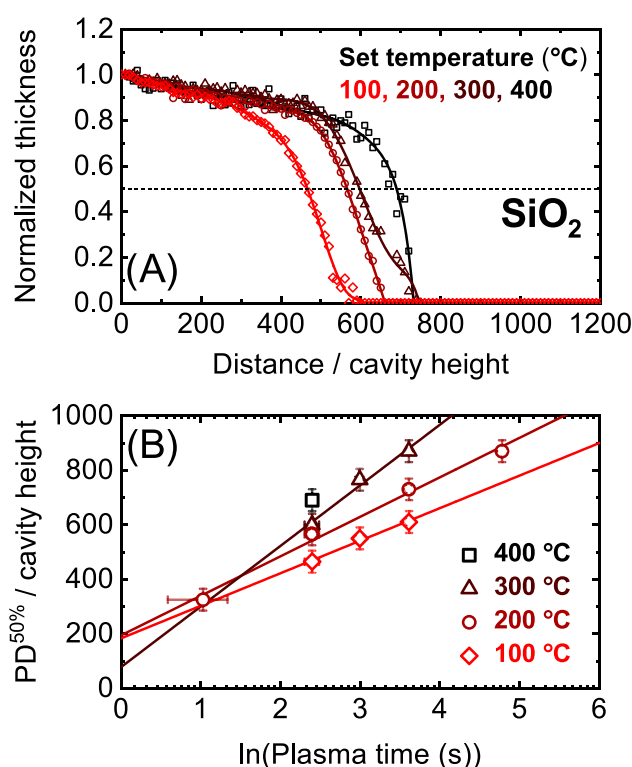 Set temperature (°C)
100, 200, 300, 400
1.2
1.0
0.8
0.6
0.4
0.2
0.0
Normalized thickness
(A)
SiO₂
0 200 400 600 800 1000 1200
Distance / cavity height
1000
800
600
400
200
0
PD⁵⁰% / cavity height
(B)
400 °C
300 °C
200 °C
100 °C
0 1 2 3 4 5 6
ln(Plasma time (s))